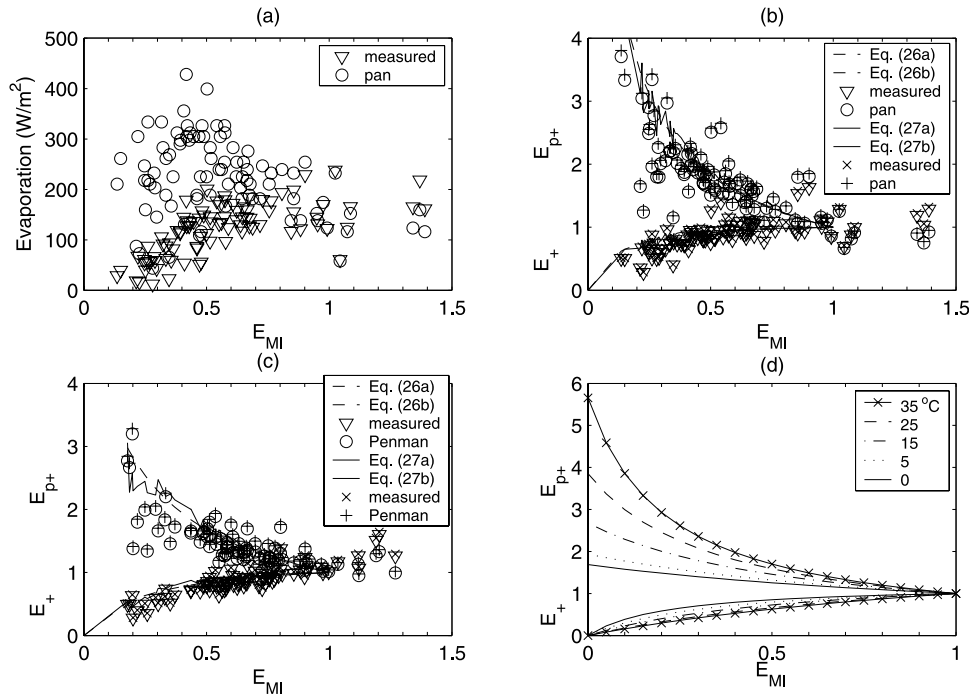 (a)
500
400
300
200
100
0
Evaporation (W/m²)
measured
pan
0
0.5
1
1.5
E_MI
(b)
4
3
2
1
0
E_p+
E_+
Eq. (26a)
Eq. (26b)
measured
pan
Eq. (27a)
Eq. (27b)
measured
pan
0
0.5
1
1.5
E_MI
(c)
4
3
2
1
0
E_p+
E_+
Eq. (26a)
Eq. (26b)
measured
Penman
Eq. (27a)
Eq. (27b)
measured
Penman
0
0.5
1
1.5
E_MI
(d)
6
5
4
3
2
1
0
E_p+
E_+
35 °C
25
15
5
0
0
0.5
1
E_MI